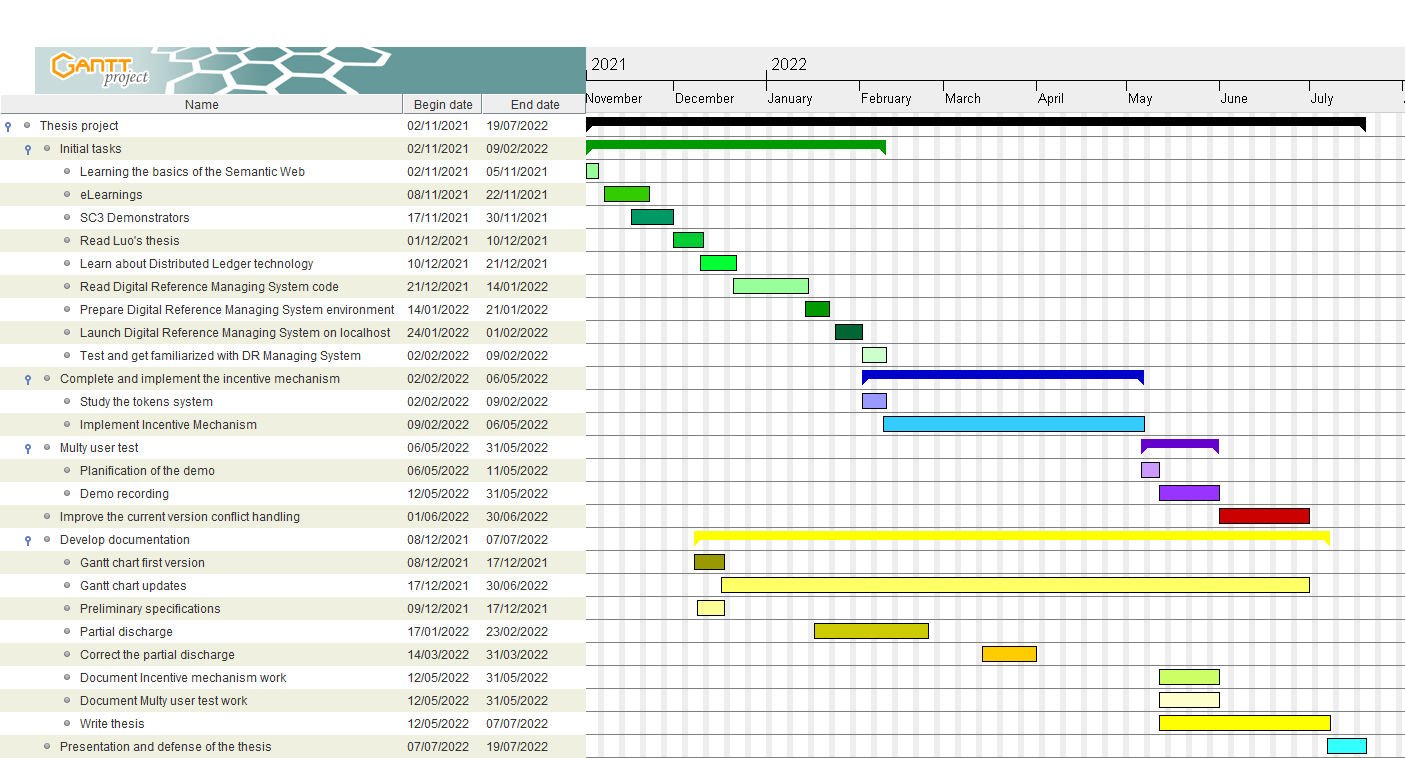 GANTT project
2021 2022
Name Begin date End date November December January February March April May June July
Thesis project 02/11/2021 19/07/2022
Initial tasks 02/11/2021 09/02/2022
Learning the basics of the Semantic Web 02/11/2021 05/11/2021
eLearnings 08/11/2021 22/11/2021
SC3 Demonstrators 17/11/2021 30/11/2021
Read Luo's thesis 01/12/2021 10/12/2021
Learn about Distributed Ledger technology 10/12/2021 21/12/2021
Read Digital Reference Managing System code 21/12/2021 14/01/2022
Prepare Digital Reference Managing System environment 14/01/2022 21/01/2022
Launch Digital Reference Managing System on localhost 24/01/2022 01/02/2022
Test and get familiarized with DR Managing System 02/02/2022 09/02/2022
Complete and implement the incentive mechanism 02/02/2022 06/05/2022
Study the tokens system 02/02/2022 09/02/2022
Implement Incentive Mechanism 09/02/2022 06/05/2022
Multy user test 06/05/2022 31/05/2022
Planification of the demo 06/05/2022 11/05/2022
Demo recording 12/05/2022 31/05/2022
Improve the current version conflict handling 01/06/2022 30/06/2022
Develop documentation 08/12/2021 07/07/2022
Gantt chart first version 08/12/2021 17/12/2021
Gantt chart updates 17/12/2021 30/06/2022
Preliminary specifications 09/12/2021 17/12/2021
Partial discharge 17/01/2022 23/02/2022
Correct the partial discharge 14/03/2022 31/03/2022
Document Incentive mechanism work 12/05/2022 31/05/2022
Document Multy user test work 12/05/2022 31/05/2022
Write thesis 12/05/2022 07/07/2022
Presentation and defense of the thesis 07/07/2022 19/07/2022